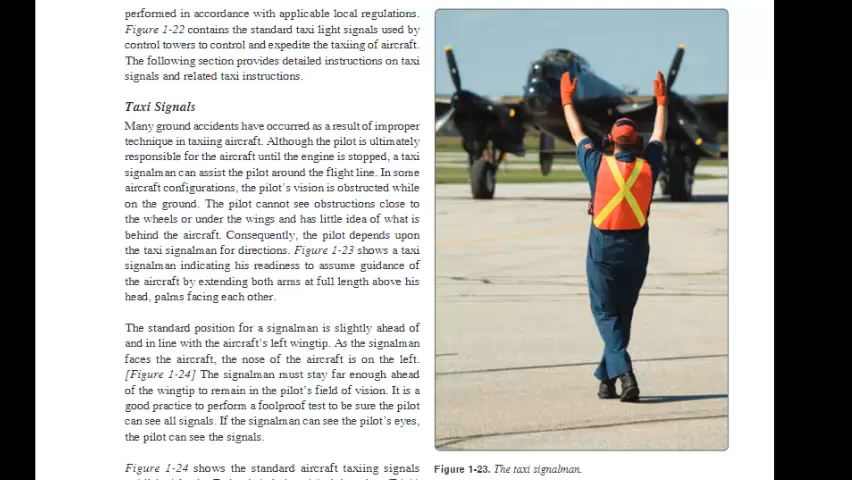 performed in accordance with applicable local regulations.
Figure 1-22 contains the standard taxi light signals used by
control towers to control and expedite the taxiing of aircraft.
The following section provides detailed instructions on taxi
signals and related taxi instructions.
Taxi Signals
Many ground accidents have occurred as a result of improper
technique in taxiing aircraft. Although the pilot is ultimately
responsible for the aircraft until the engine is stopped, a taxi
signalman can assist the pilot around the flight line. In some
aircraft configurations, the pilot's vision is obstructed while
on the ground. The pilot cannot see obstructions close to
the wheels or under the wings and has little idea of what is
behind the aircraft. Consequently, the pilot depends upon
the taxi signalman for directions. Figure 1-23 shows a taxi
signalman indicating his readiness to assume guidance of
the aircraft by extending both arms at full length above his
head, palms facing each other.
The standard position for a signalman is slightly ahead of
and in line with the aircraft's left wingtip. As the signalman
faces the aircraft, the nose of the aircraft is on the left.
[Figure 1-24] The signalman must stay far enough ahead
of the wingtip to remain in the pilot's field of vision. It is a
good practice to perform a foolproof test to be sure the pilot
can see all signals. If the signalman can see the pilot's eyes,
the pilot can see the signals.
Figure 1-24 shows the standard aircraft taxiing signals
Figure 1-23. The taxi signalman.